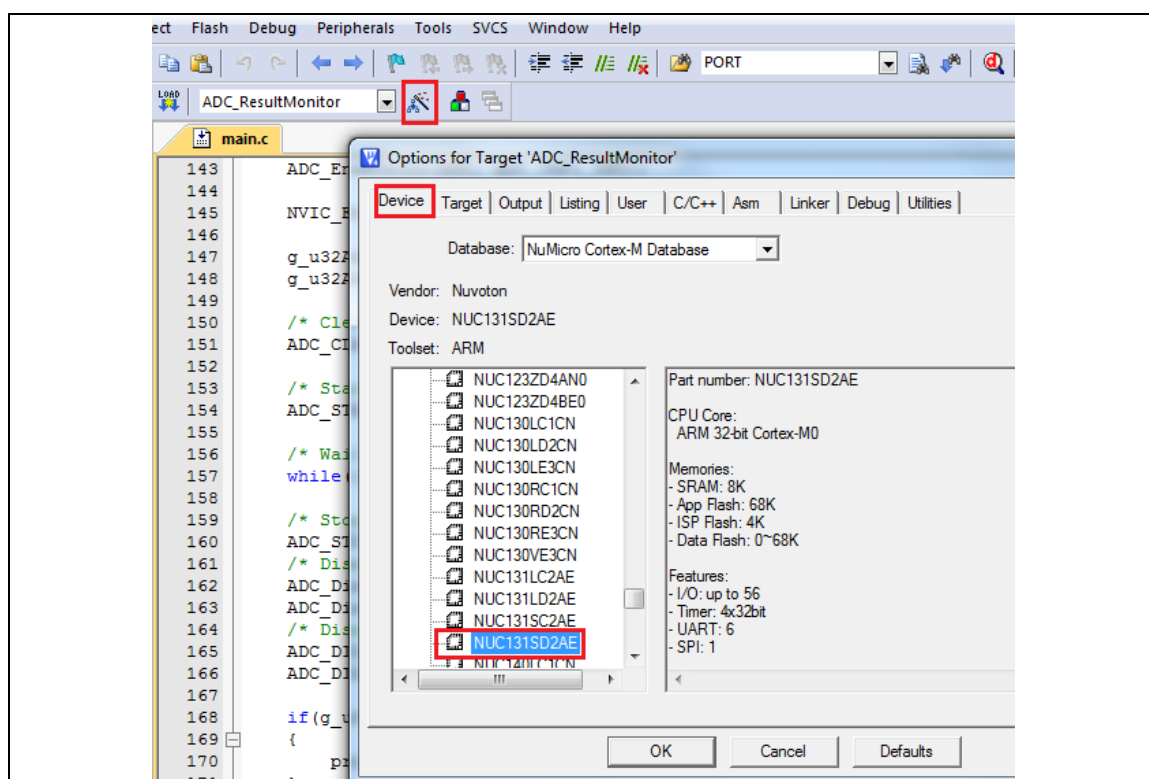 ect Flash Debug Peripherals Tools SVCS Window Help
PORT
LOAD ADC_ResultMonitor
main.c
Options for Target 'ADC_ResultMonitor'
Device Target Output Listing User C/C++ Asm Linker Debug Utilities
Database: NuMicro Cortex-M Database
Vendor: Nuvoton
Device: NUC131SD2AE
Toolset: ARM
NUC123ZD4AN0
NUC123ZD4BE0
NUC130LC1CN
NUC130LD2CN
NUC130LE3CN
NUC130RC1CN
NUC130RD2CN
NUC130RE3CN
NUC130VE3CN
NUC131LC2AE
NUC131LD2AE
NUC131SC2AE
NUC131SD2AE
NUC140LC1CN
Part number: NUC131SD2AE
CPU Core:
ARM 32-bit Cortex-M0
Memories:
- SRAM: 8K
- App Flash: 68K
- ISP Flash: 4K
- Data Flash: 0~68K
Features:
- I/O: up to 56
- Timer: 4x32bit
- UART: 6
- SPI: 1
OK Cancel Defaults
143 ADC_En
144
145 NVIC_E
146
147 g_u32A
148 g_u32A
149
150 /* Cle
151 ADC_CL
152
153 /* Sta
154 ADC_ST
155
156 /* Wai
157 while(
158
159 /* Sto
160 ADC_ST
161 /* Dis
162 ADC_Di
163 ADC_Di
164 /* Dis
165 ADC_DI
166 ADC_DI
167
168 if(g_u
169 {
170 pr